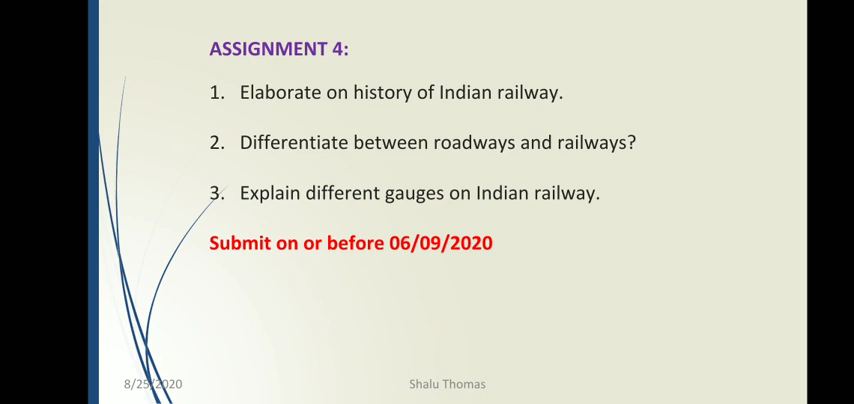 ASSIGNMENT 4:
1. Elaborate on history of Indian railway.
2. Differentiate between roadways and railways?
3. Explain different gauges on Indian railway.
Submit on or before 06/09/2020
8/25/2020
Shalu Thomas